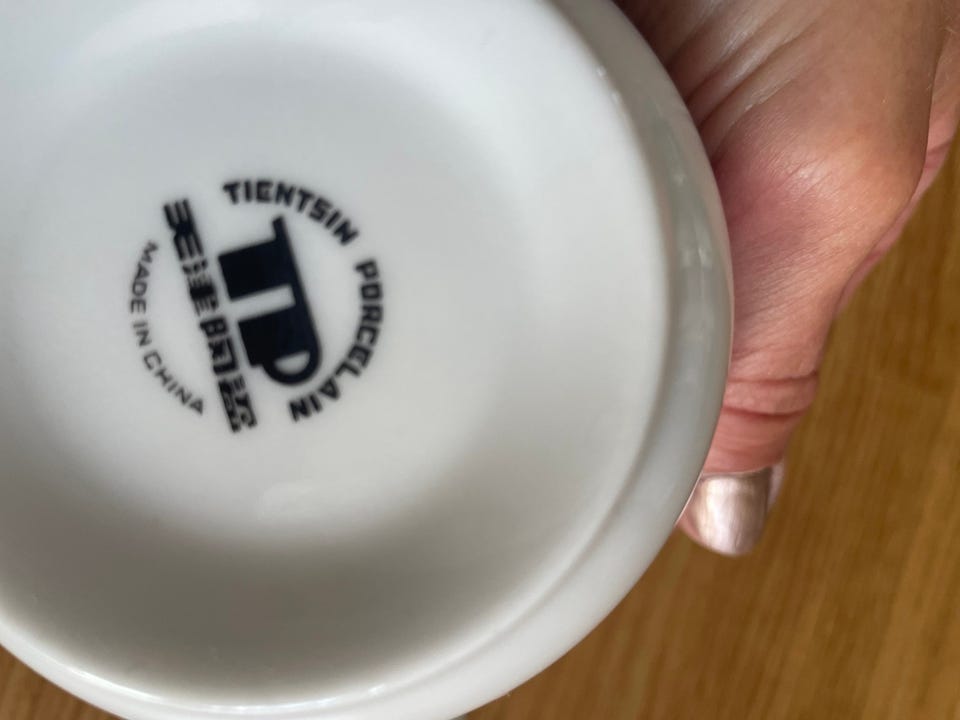 TIENTSIN PORCELAIN
TP
天津陶瓷
MADE IN CHINA